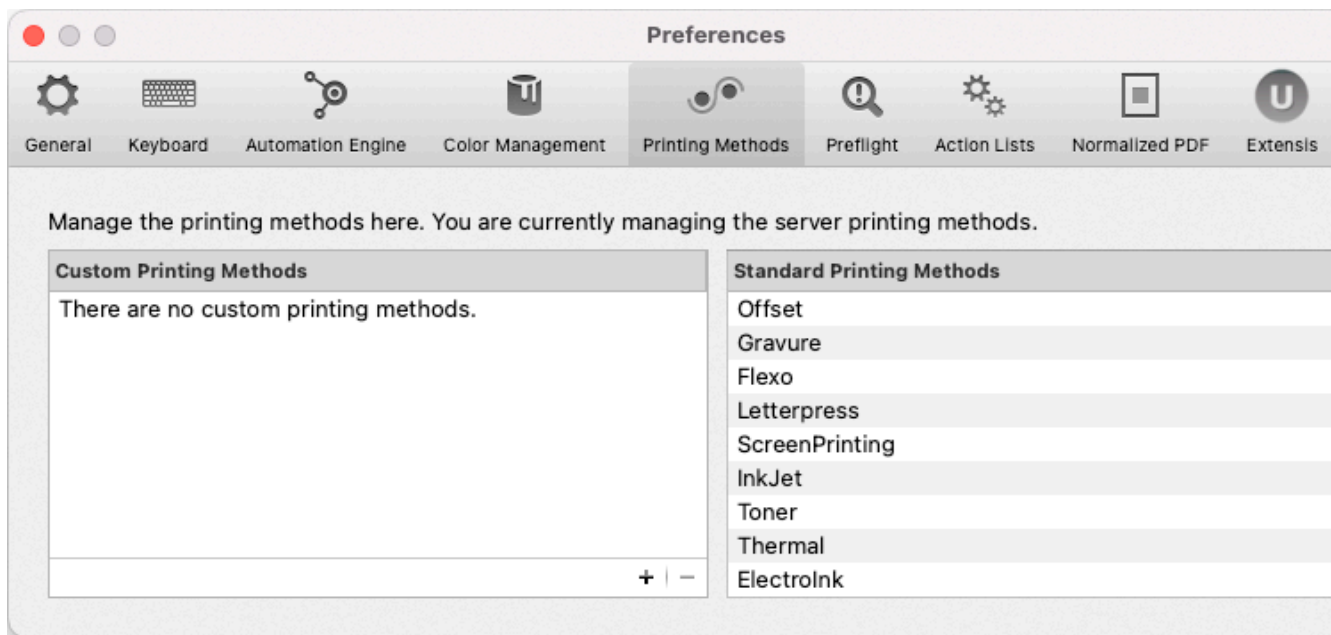 Preferences
General
Keyboard
Automation Engine
Color Management
Printing Methods
Preflight
Action Lists
Normalized PDF
Extensis
Manage the printing methods here. You are currently managing the server printing methods.
Custom Printing Methods
There are no custom printing methods.
Standard Printing Methods
Offset
Gravure
Flexo
Letterpress
ScreenPrinting
InkJet
Toner
Thermal
ElectroInk